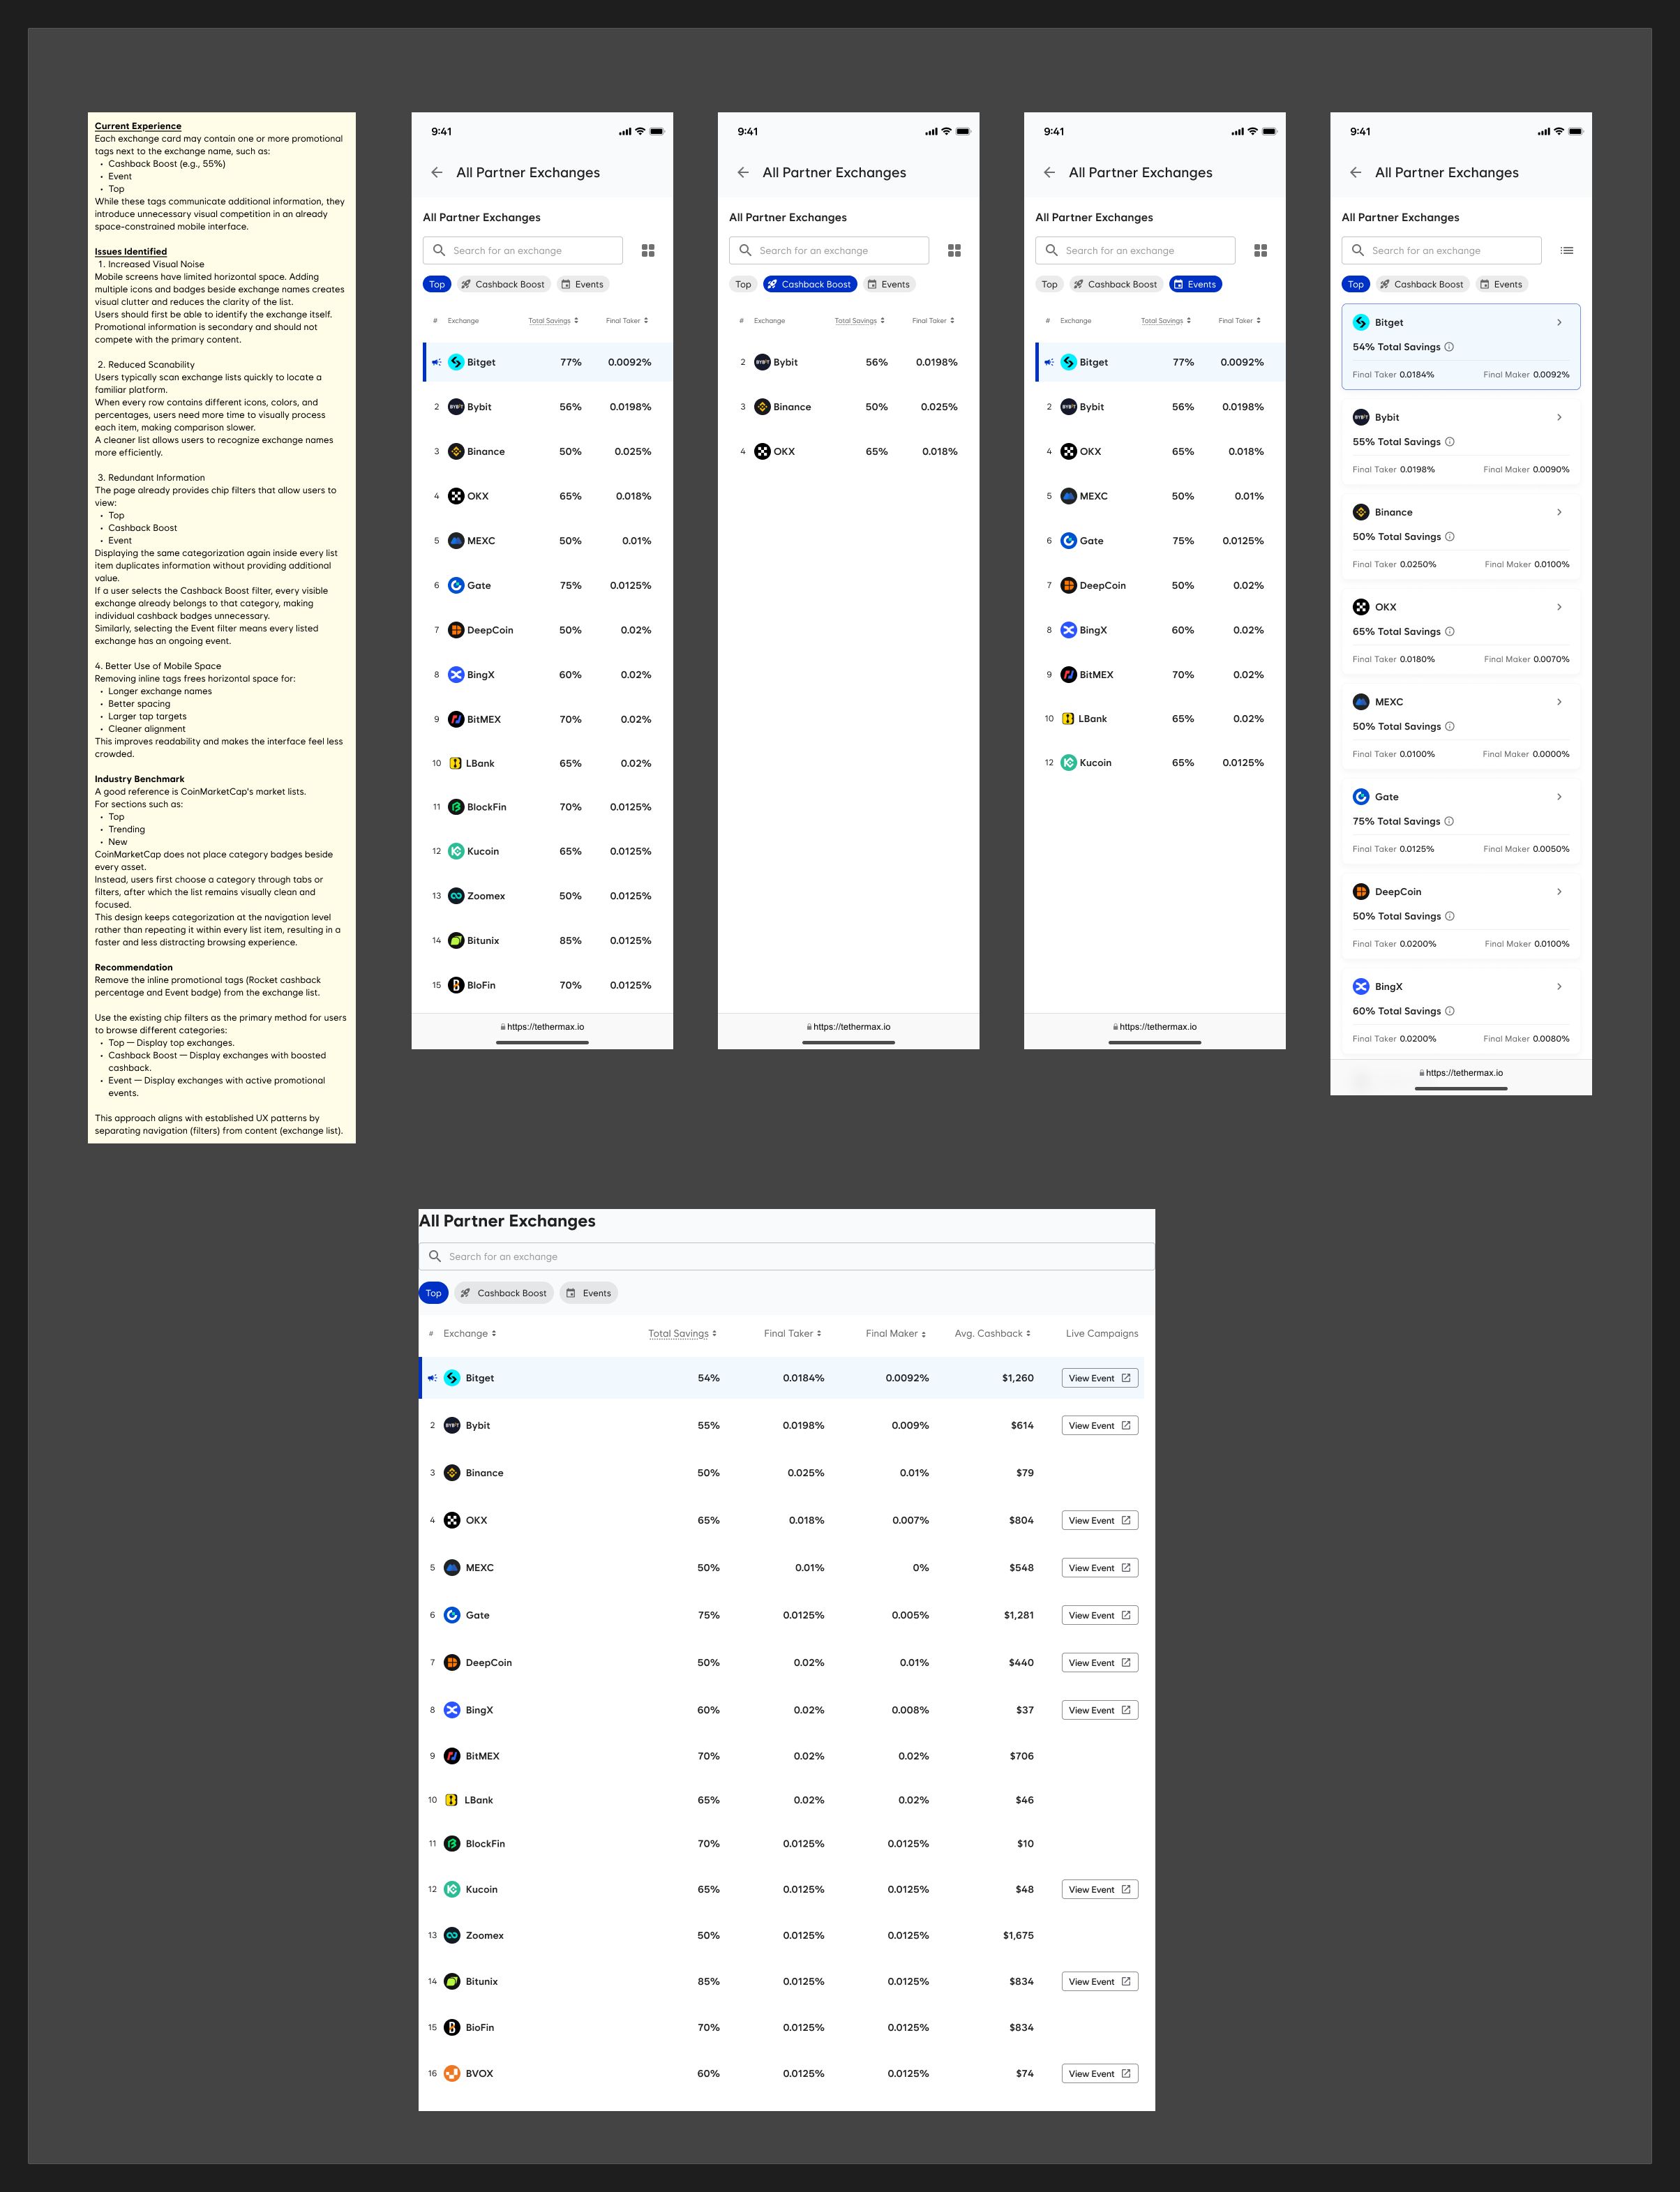 Current Experience
Each exchange card may contain one or more promotional
tags next to the exchange name, such as:
• Cashback Boost (e.g., 55%)
• Event
• Top
While these tags communicate additional information, they
introduce unnecessary visual competition in an already
space-constrained mobile interface.
Issues Identified
1. Increased Visual Noise
Mobile screens have limited horizontal space. Adding
multiple icons and badges beside exchange names creates
visual clutter and reduces the clarity of the list.
Users should first be able to identify the exchange itself.
Promotional information is secondary and should not
compete with the primary content.
2. Reduced Scanability
Users typically scan exchange lists quickly to locate a
familiar platform.
When every row contains different icons, colors, and
percentages, users need more time to visually process
each item, making comparison slower.
A cleaner list allows users to recognize exchange names
more efficiently.
3. Redundant Information
The page already provides chip filters that allow users to
view:
• Top
• Cashback Boost
• Event
Displaying the same categorization again inside every list
item duplicates information without providing additional
value.
If a user selects the Cashback Boost filter, every visible
exchange already belongs to that category, making
individual cashback badges unnecessary.
Similarly, selecting the Event filter means every listed
exchange has an ongoing event.
4. Better Use of Mobile Space
Removing inline tags frees horizontal space for:
• Longer exchange names
• Better spacing
• Larger tap targets
• Cleaner alignment
This improves readability and makes the interface feel less
crowded.
Industry Benchmark
A good reference is CoinMarketCap's market lists.
For sections such as:
• Top
• Trending
• New
CoinMarketCap does not place category badges beside
every asset.
Instead, users first choose a category through tabs or
filters, after which the list remains visually clean and
focused.
This design keeps categorization at the navigation level
rather than repeating it within every list item, resulting in a
faster and less distracting browsing experience.
Recommendation
Remove the inline promotional tags (Rocket cashback
percentage and Event badge) from the exchange list.
Use the existing chip filters as the primary method for users
to browse different categories:
• Top — Display top exchanges.
• Cashback Boost — Display exchanges with boosted
cashback.
• Event — Display exchanges with active promotional
events.
This approach aligns with established UX patterns by
separating navigation (filters) from content (exchange list).
9:41
All Partner Exchanges
All Partner Exchanges
Search for an exchange
Top Cashback Boost Events
# Exchange Total Savings Final Taker
Bitget 77% 0.0092%
2 Bybit 56% 0.0198%
3 Binance 50% 0.025%
4 OKX 65% 0.018%
5 MEXC 50% 0.01%
6 Gate 75% 0.0125%
7 DeepCoin 50% 0.02%
8 BingX 60% 0.02%
9 BitMEX 70% 0.02%
10 LBank 65% 0.02%
11 BlockFin 70% 0.0125%
12 Kucoin 65% 0.0125%
13 Zoomex 50% 0.0125%
14 Bitunix 85% 0.0125%
15 BloFin 70% 0.0125%
https://tethermax.io
9:41
All Partner Exchanges
All Partner Exchanges
Search for an exchange
Top Cashback Boost Events
# Exchange Total Savings Final Taker
2 BYBIT Bybit 56% 0.0198%
3 Binance 50% 0.025%
4 OKX 65% 0.018%
https://tethermax.io
9:41
All Partner Exchanges
All Partner Exchanges
Search for an exchange
Top Cashback Boost Events
# Exchange Total Savings Final Taker
Bitget 77% 0.0092%
2 Bybit 56% 0.0198%
4 OKX 65% 0.018%
5 MEXC 50% 0.01%
6 Gate 75% 0.0125%
7 DeepCoin 50% 0.02%
8 BingX 60% 0.02%
9 BitMEX 70% 0.02%
10 LBank 65% 0.02%
12 Kucoin 65% 0.0125%
https://tethermax.io
9:41
All Partner Exchanges
All Partner Exchanges
Search for an exchange
Top Cashback Boost Events
Bitget
54% Total Savings
Final Taker 0.0184% Final Maker 0.0092%
Bybit
55% Total Savings
Final Taker 0.0198% Final Maker 0.0090%
Binance
50% Total Savings
Final Taker 0.0250% Final Maker 0.0100%
OKX
65% Total Savings
Final Taker 0.0180% Final Maker 0.0070%
MEXC
50% Total Savings
Final Taker 0.0100% Final Maker 0.0000%
Gate
75% Total Savings
Final Taker 0.0125% Final Maker 0.0050%
DeepCoin
50% Total Savings
Final Taker 0.0200% Final Maker 0.0100%
BingX
60% Total Savings
Final Taker 0.0200% Final Maker 0.0080%
https://tethermax.io
All Partner Exchanges
Search for an exchange
Top Cashback Boost Events
# Exchange Total Savings Final Taker Final Maker Avg. Cashback Live Campaigns
Bitget 54% 0.0184% 0.0092% $1,260 View Event
2 Bybit 55% 0.0198% 0.009% $614 View Event
3 Binance 50% 0.025% 0.01% $79
4 OKX 65% 0.018% 0.007% $804 View Event
5 MEXC 50% 0.01% 0% $548 View Event
6 Gate 75% 0.0125% 0.005% $1,281 View Event
7 DeepCoin 50% 0.02% 0.01% $440 View Event
8 BingX 60% 0.02% 0.008% $37 View Event
9 BitMEX 70% 0.02% 0.02% $706
10 LBank 65% 0.02% 0.02% $46
11 BlockFin 70% 0.0125% 0.0125% $10
12 Kucoin 65% 0.0125% 0.0125% $48 View Event
13 Zoomex 50% 0.0125% 0.0125% $1,675
14 Bitunix 85% 0.0125% 0.0125% $834 View Event
15 BioFin 70% 0.0125% 0.0125% $834
16 BVOX 60% 0.0125% 0.0125% $74 View Event